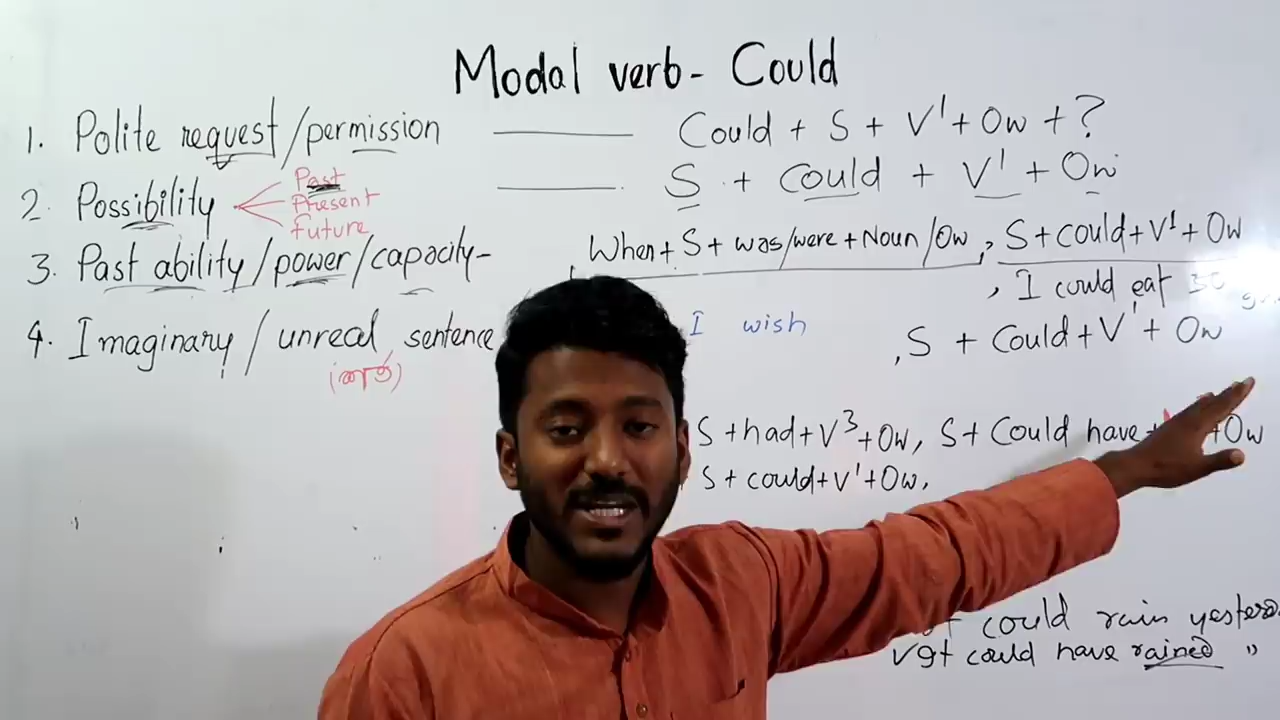 Modal verb- Could
1. Polite request/permission Could + S + V¹ + Ow + ?
2. Possibility S + could + V¹ + Ow
Past
Present
Future
3. Past ability/power/capacity- When + S + was/were + Noun/Ow, S + could + V¹ + Ow
, I could eat 30
4. Imaginary/unreal sentence I wish ,S + Could + V¹ + Ow
S + had + V³ + Ow, S + Could have + +Ow
S + could + V¹ + Ow,
could rain
✓9t could have rained "